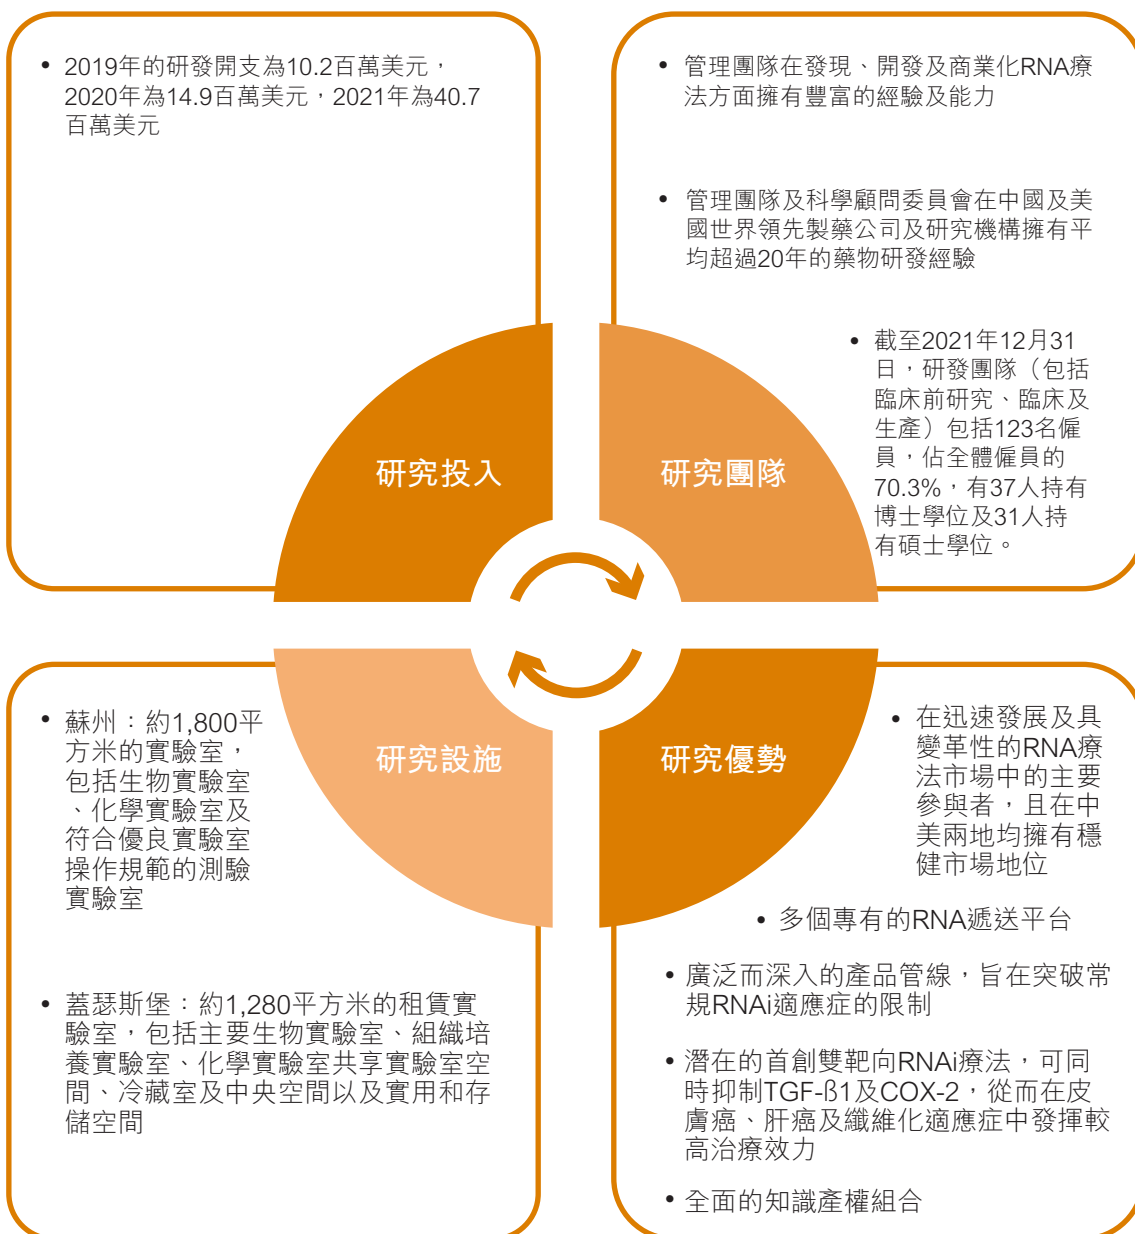 • 2019年的研發開支為10.2百萬美元，
2020年為14.9百萬美元，2021年為40.7
百萬美元
• 管理團隊在發現、開發及商業化RNA療
法方面擁有豐富的經驗及能力
• 管理團隊及科學顧問委員會在中國及美
國世界領先製藥公司及研究機構擁有平
均超過20年的藥物研發經驗
• 截至2021年12月31
日，研發團隊（包括
臨床前研究、臨床及
生產）包括123名僱
員，佔全體僱員的
70.3%，有37人持有
博士學位及31人持
有碩士學位。
研究投入
研究團隊
研究設施
研究優勢
• 蘇州：約1,800平
方米的實驗室，
包括生物實驗室
、化學實驗室及
符合優良實驗室
操作規範的測驗
實驗室
• 蓋瑟斯堡：約1,280平方米的租賃實
驗室，包括主要生物實驗室、組織培
養實驗室、化學實驗室共享實驗室空
間、冷藏室及中央空間以及實用和存
儲空間
• 在迅速發展及具
變革性的RNA療
法市場中的主要
參與者，且在中
美兩地均擁有穩
健市場地位
• 多個專有的RNA遞送平台
• 廣泛而深入的產品管線，旨在突破常
規RNAi適應症的限制
• 潛在的首創雙靶向RNAi療法，可同
時抑制TGF-ß1及COX-2，從而在皮
膚癌、肝癌及纖維化適應症中發揮較
高治療效力
• 全面的知識產權組合